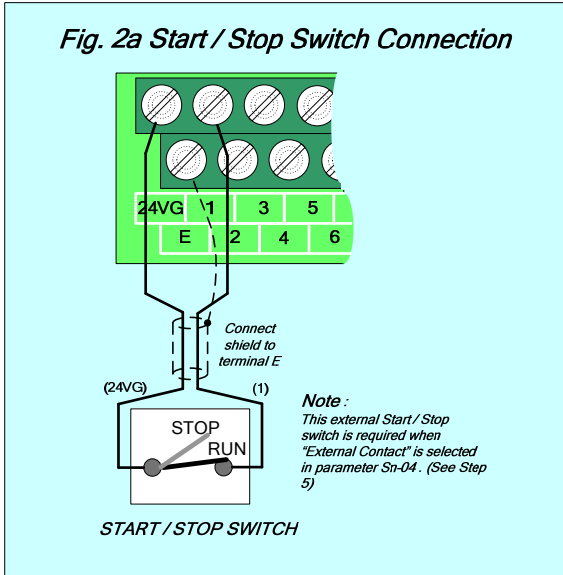 Fig. 2a Start / Stop Switch Connection
24VG 1 3 5
E 2 4 6
Connect
shield to
terminal E
(24VG) (1)
Note :
This external Start / Stop
switch is required when
“External Contact” is selected
in parameter Sn-04 . (See Step
5)
STOP
RUN
START / STOP SWITCH